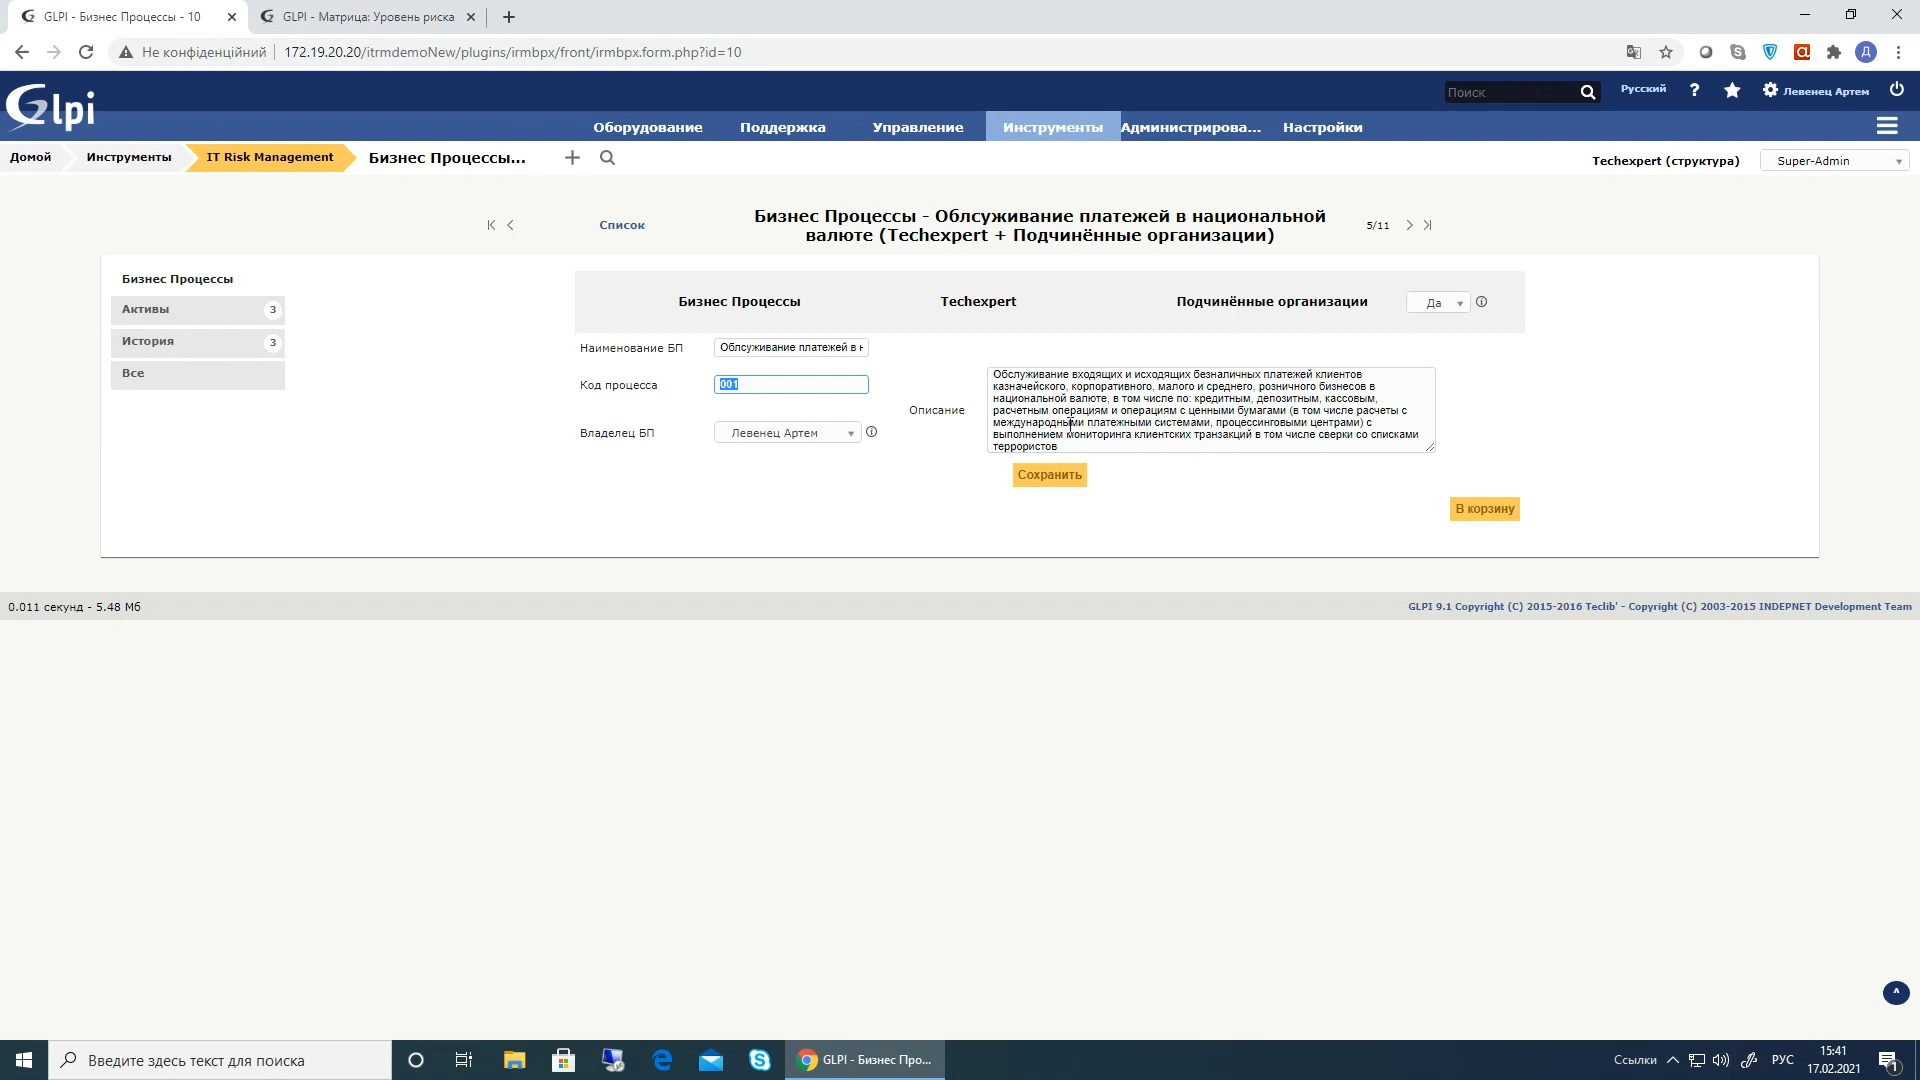 GLPI - Бизнес Процессы - 10
GLPI - Матрица: Уровень риска
Не конфіденційний
172.19.20.20/itrmdemoNew/plugins/irmbpx/front/irmbpx.form.php?id=10
Д
Glpi
Поиск
Русский
?
Левенец Артем
Оборудование
Поддержка
Управление
Инструменты
Администрирова...
Настройки
Домой
Инструменты
IT Risk Management
Бизнес Процессы...
Techexpert (структура)
Super-Admin
Список
Бизнес Процессы - Облсуживание платежей в национальной
валюте (Techexpert + Подчинённые организации)
5/11
Бизнес Процессы
Активы 3
История 3
Все
Бизнес Процессы
Techexpert
Подчинённые организации
Да
Наименование БП
Облсуживание платежей в н
Код процесса
001
Владелец БП
Левенец Артем
Описание
Обслуживание входящих и исходящих безналичных платежей клиентов
казначейского, корпоративного, малого и среднего, розничного бизнесов в
национальной валюте, в том числе по: кредитным, депозитным, кассовым,
расчетным операциям и операциям с ценными бумагами (в том числе расчеты с
международными платежными системами, процессинговыми центрами) с
выполнением мониторинга клиентских транзакций в том числе сверки со списками
террористов
Сохранить
В корзину
0.011 секунд - 5.48 Мб
GLPI 9.1 Copyright (C) 2015-2016 Teclib' - Copyright (C) 2003-2015 INDEPNET Development Team
Введите здесь текст для поиска
GLPI - Бизнес Про...
Ссылки
РУС
15:41
17.02.2021
1